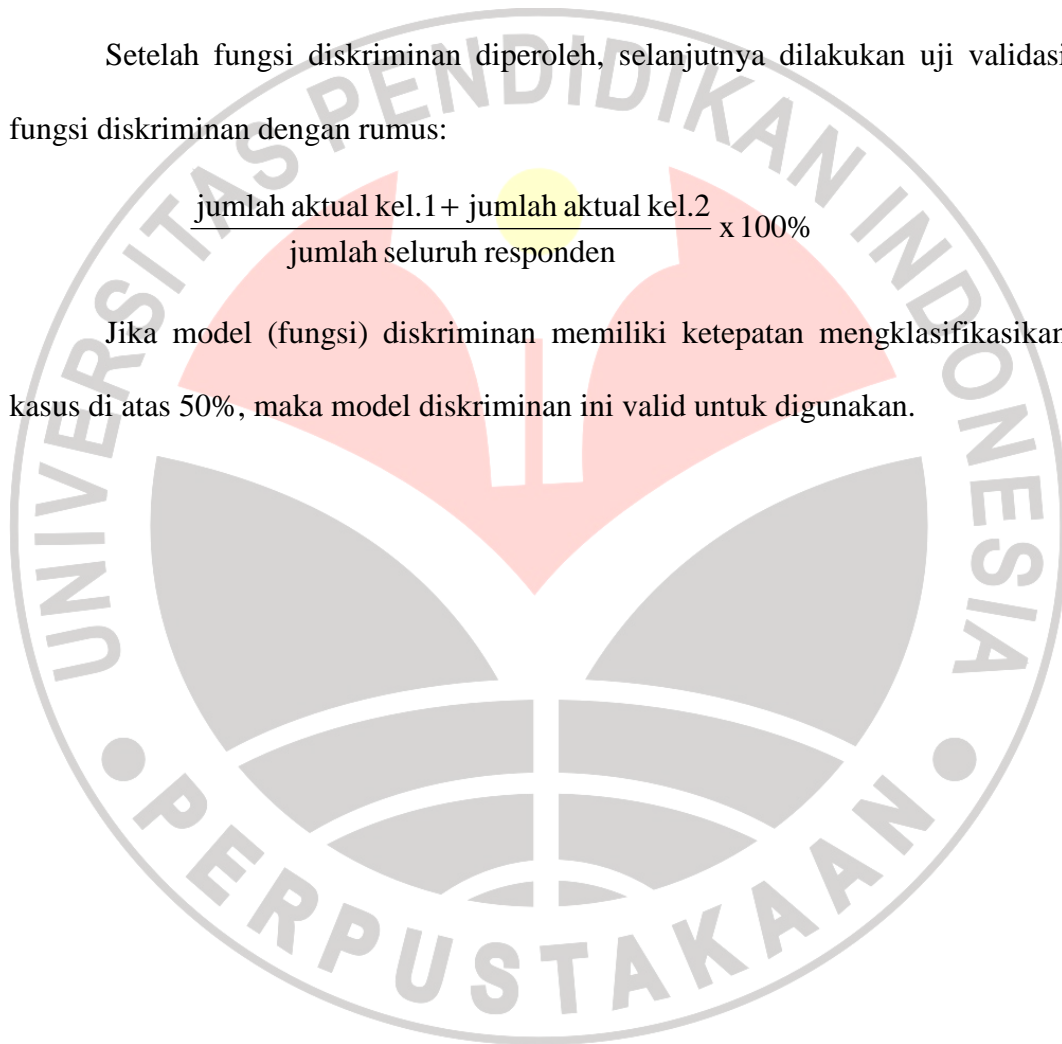 Setelah fungsi diskriminan diperoleh, selanjutnya dilakukan uji validasi
fungsi diskriminan dengan rumus:
jumlah aktual kel.1+ jumlah aktual kel.2
jumlah seluruh responden
x 100%
Jika model (fungsi) diskriminan memiliki ketepatan mengklasifikasikan
kasus di atas 50%, maka model diskriminan ini valid untuk digunakan.
UNIVERSITAS PENDIDIKAN INDONESIA
PERPUSTAKAAN